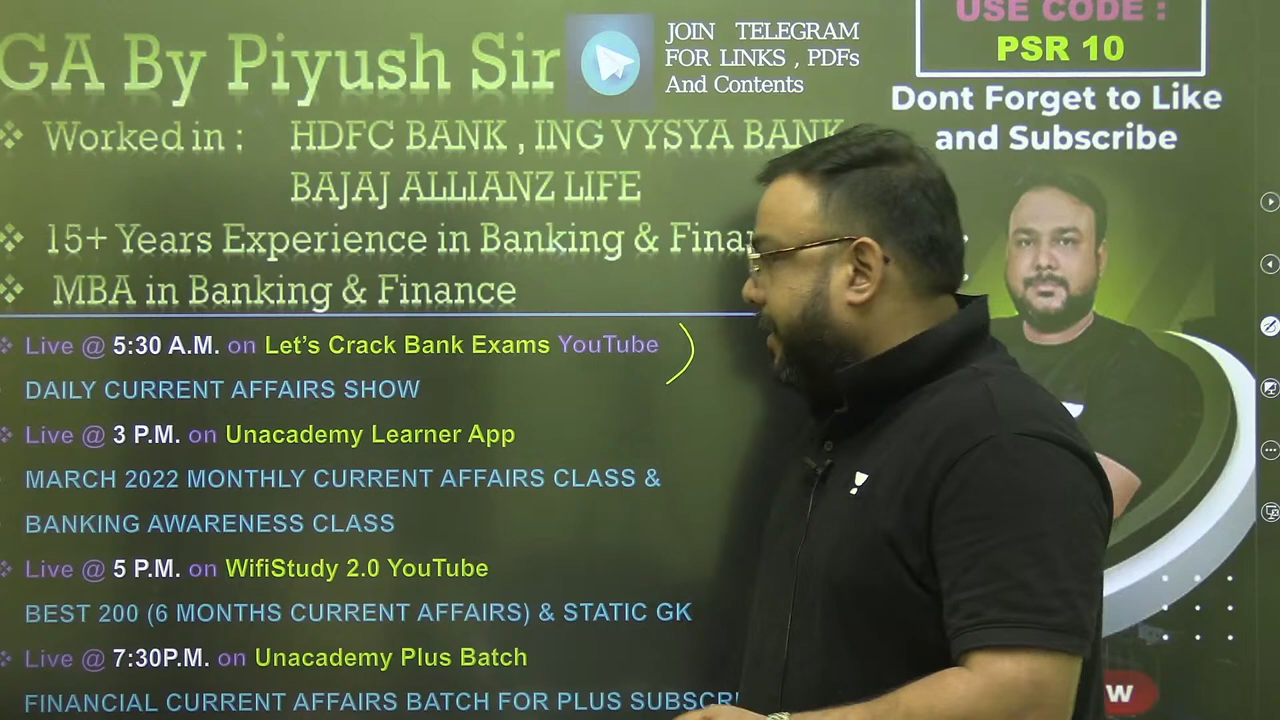 GA By Piyush Sir
JOIN TELEGRAM
FOR LINKS , PDFs
And Contents
USE CODE :
PSR 10
Dont Forget to Like
and Subscribe
Worked in : HDFC BANK , ING VYSYA BANK
BAJAJ ALLIANZ LIFE
15+ Years Experience in Banking &
MBA in Banking & Finance
Live @ 5:30 A.M. on Let's Crack Bank Exams YouTube
DAILY CURRENT AFFAIRS SHOW
Live @ 3 P.M. on Unacademy Learner App
MARCH 2022 MONTHLY CURRENT AFFAIRS CLASS &
BANKING AWARENESS CLASS
Live @ 5 P.M. on WifiStudy 2.0 YouTube
BEST 200 (6 MONTHS CURRENT AFFAIRS) & STATIC GK
Live @ 7:30P.M. on Unacademy Plus Batch
FINANCIAL CURRENT AFFAIRS BATCH FOR PLUS